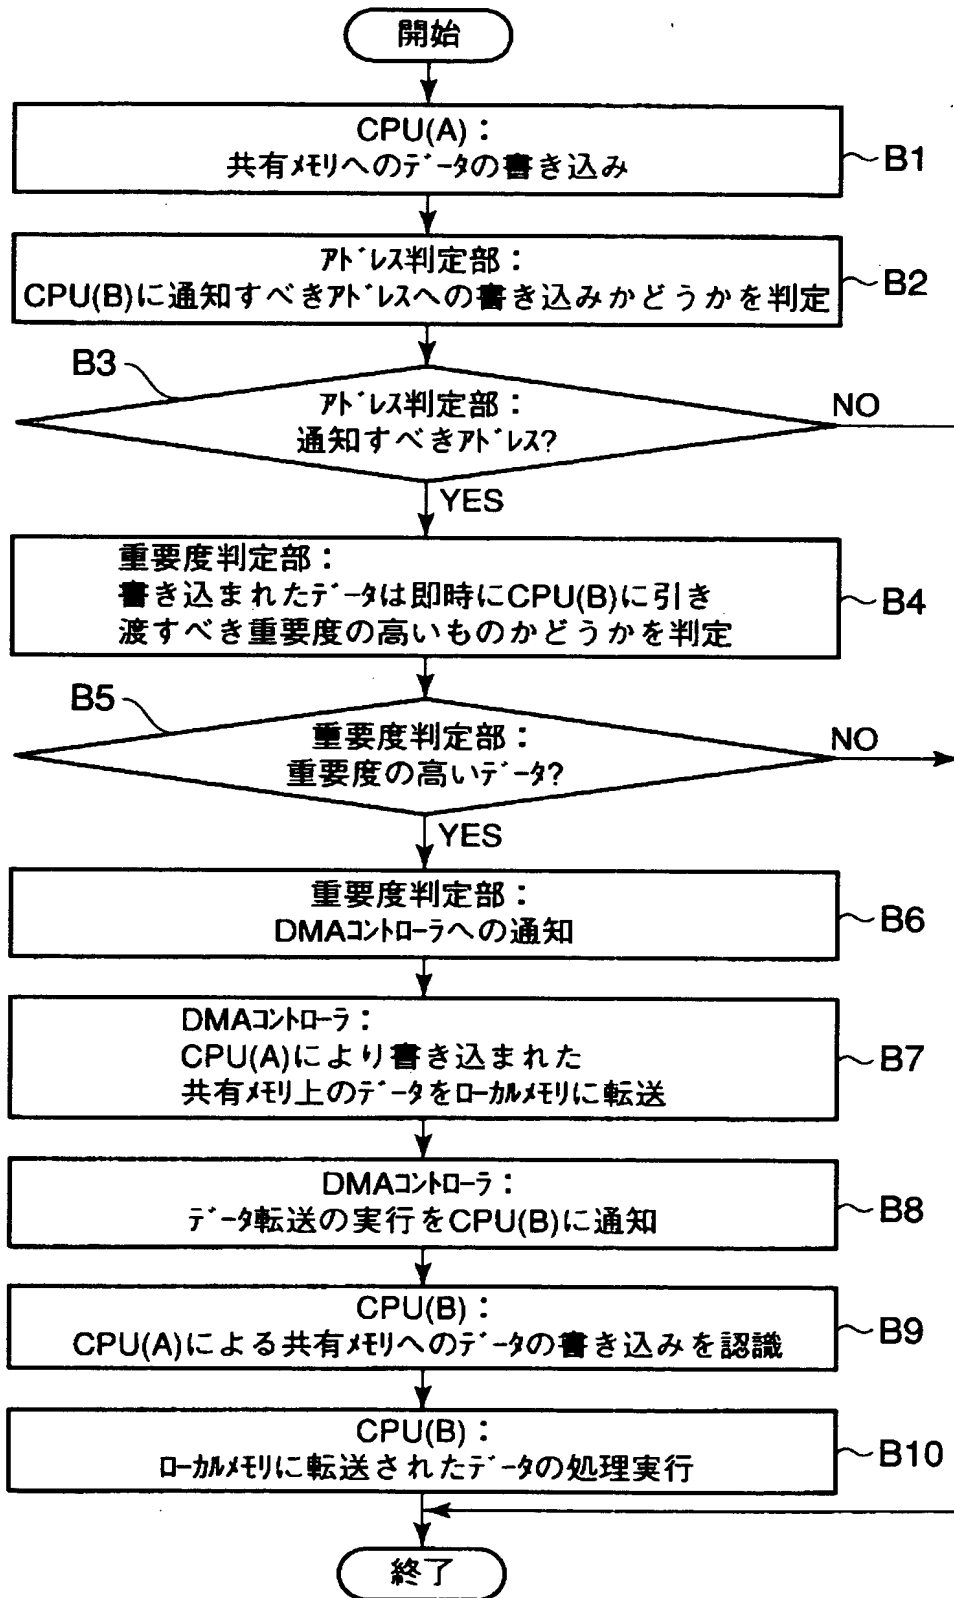 開始
CPU(A)：
共有ﾒﾓﾘへのﾃﾞｰﾀの書き込み
B1
ｱﾄﾞﾚｽ判定部：
CPU(B)に通知すべきｱﾄﾞﾚｽへの書き込みかどうかを判定
B2
B3
ｱﾄﾞﾚｽ判定部：
通知すべきｱﾄﾞﾚｽ?
NO
YES
重要度判定部：
書き込まれたﾃﾞｰﾀは即時にCPU(B)に引き
渡すべき重要度の高いものかどうかを判定
B4
B5
重要度判定部：
重要度の高いﾃﾞｰﾀ?
NO
YES
重要度判定部：
DMAｺﾝﾄﾛｰﾗへの通知
B6
DMAｺﾝﾄﾛｰﾗ：
CPU(A)により書き込まれた
共有ﾒﾓﾘ上のﾃﾞｰﾀをﾛｰｶﾙﾒﾓﾘに転送
B7
DMAｺﾝﾄﾛｰﾗ：
ﾃﾞｰﾀ転送の実行をCPU(B)に通知
B8
CPU(B)：
CPU(A)による共有ﾒﾓﾘへのﾃﾞｰﾀの書き込みを認識
B9
CPU(B)：
ﾛｰｶﾙﾒﾓﾘに転送されたﾃﾞｰﾀの処理実行
B10
終了